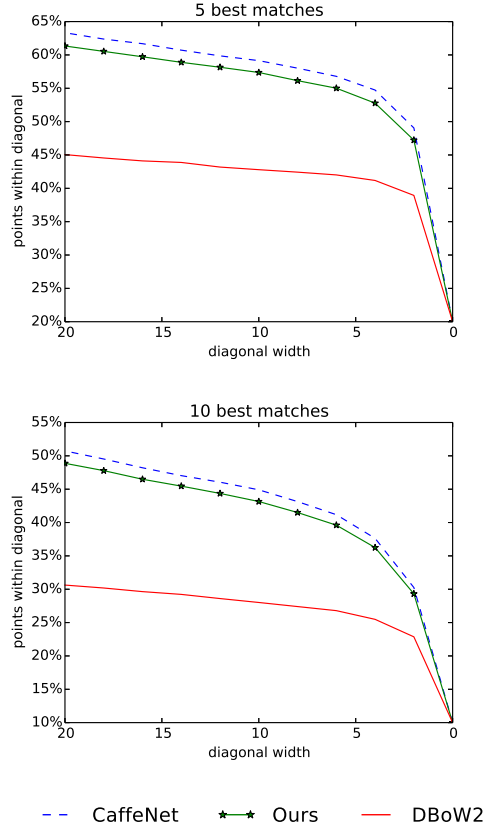 5 best matches
65%
60%
55%
50%
45%
40%
35%
30%
25%
20%
points within diagonal
20 15 10 5 0
diagonal width
10 best matches
55%
50%
45%
40%
35%
30%
25%
20%
15%
10%
points within diagonal
20 15 10 5 0
diagonal width
CaffeNet Ours DBoW2